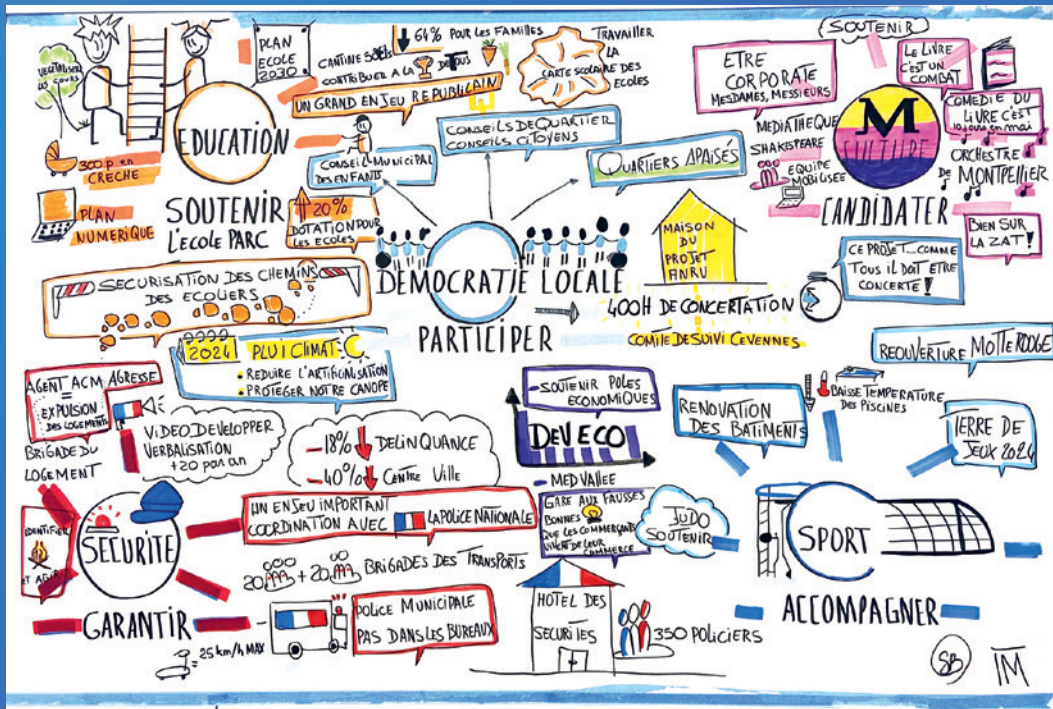 VEGETALISER
LES COURS
PLAN
ECOLE
2030
EDUCATION
300 p en
CRECHE
PLAN
NUMERIQUE
SOUTENIR
L'ECOLE PARC
64% POUR LES FAMILLES
CANTINE
CONTRIBUER A LA
DE TOUS
UN GRAND ENJEU REPUBLICAIN
TRAVAILLER
LA
CARTE SCOLAIRE DES
ECOLES
CONSEIL MUNICIPAL
DES ENFANTS
20%
DOTATION POUR
LES ECOLES
SECURISATION DES CHEMINS
DES ECOLIERS
CONSEILS DE QUARTIER
CONSEILS CITOYENS
QUARTIERS APAISÉS
DEMOCRATIE LOCALE
PARTICIPER
MAISON
DU
PROJET
ANRU
400H DE CONCERTATION
COMITE DE SUIVI CEVENNES
CE PROJET... COMME
TOUS IL DOIT ETRE
CONCERTE!
SOUTENIR
ETRE
CORPORATE
MESDAMES, MESSIEURS
LE LIVRE
C'EST UN
COMBAT
M
CULTURE
COMEDIE DU
LIVRE C'EST
10 jours en mai
MEDIATHEQUE
SHAKESPEARE
EQUIPE
MOBILISEE
ORCHESTRE
DE MONTPELLIER
CANDIDATER
BIEN SUR
LA ZAT!
2024
PLUI CLIMAT
• REDUIRE L'ARTIFICIALISATION
• PROTEGER NOTRE CANOPE
AGENT ACM AGRESSE
=
EXPULSION
DES LOGEMENTS
BRIGADE DU
LOGEMENT
VIDEO DEVELOPPER
VERBALISATION
+20 par an
-18% DELINQUANCE
-40% CENTRE VILLE
IDENTIFIER
ET AGIR
SECURITE
GARANTIR
UN ENJEU IMPORTANT
COORDINATION AVEC LA POLICE NATIONALE
20 + 20 BRIGADES DES TRANSPORTS
POLICE MUNICIPALE
PAS DANS LES BUREAUX
= 25 km/h MAX
HOTEL DES
SECURITES
350 POLICIERS
- SOUTENIR POLES
ECONOMIQUES
DEV ECO
- MED VALLEE
GARE AUX FAUSSES
BONNES
QUE LES COMMERÇANTS
VIVENT DE LEUR
COMMERCE
REOUVERTURE MOTTE ROUGE
RENOVATION
DES BATIMENTS
BAISSE TEMPERATURE
DES PISCINES
TERRE DE
JEUX 2024
JUDO
SOUTENIR
SPORT
ACCOMPAGNER
SB
IM